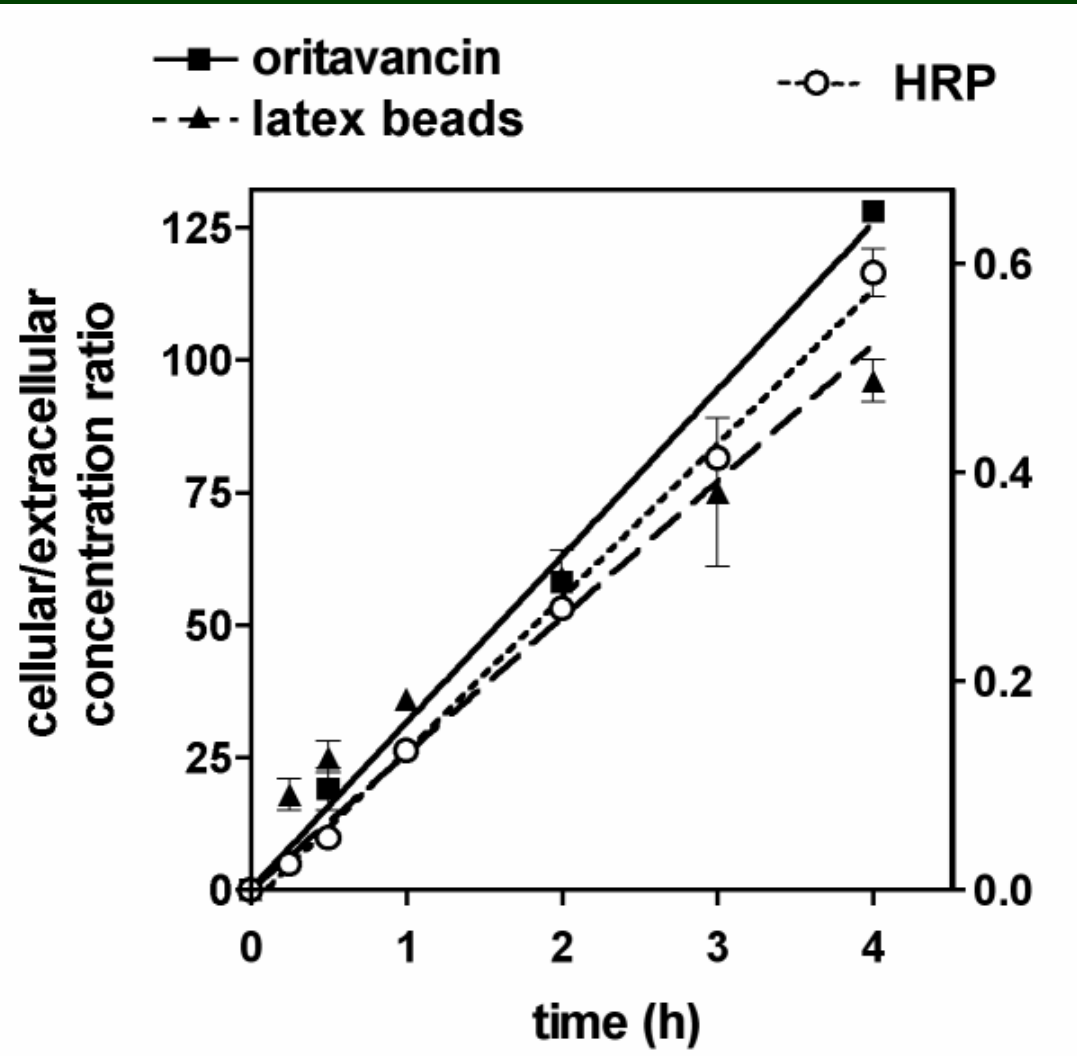 oritavancin
latex beads
HRP
cellular/extracellular
concentration ratio
125
100
75
50
25
0
0.6
0.4
0.2
0.0
0 1 2 3 4
time (h)